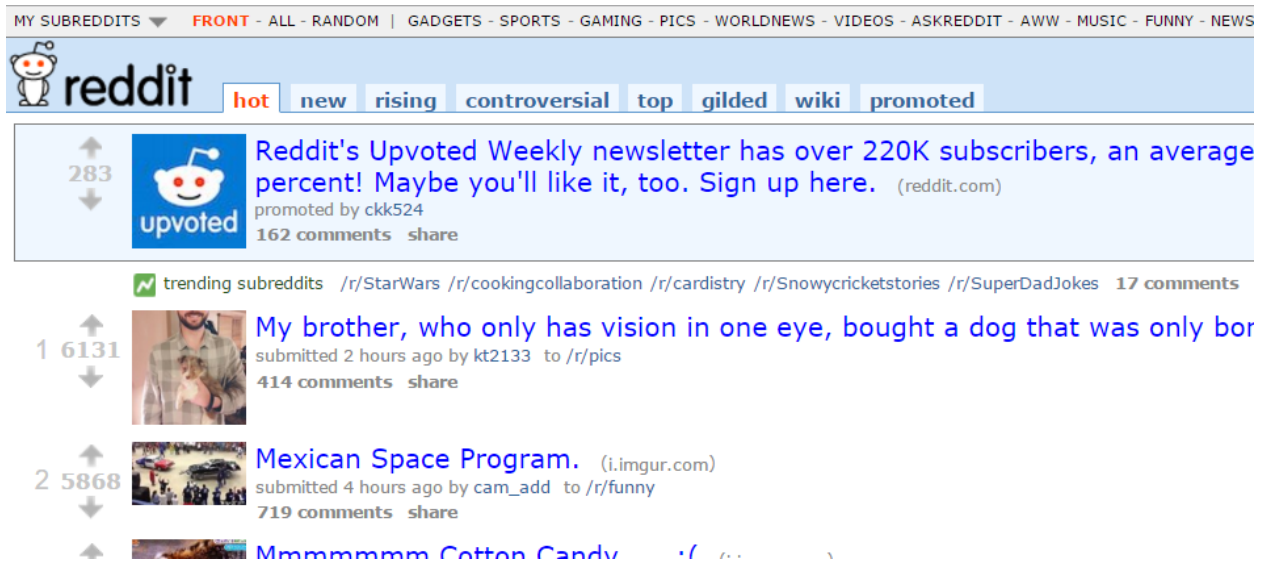 MY SUBREDDITS FRONT - ALL - RANDOM | GADGETS - SPORTS - GAMING - PICS - WORLDNEWS - VIDEOS - ASKREDDIT - AWW - MUSIC - FUNNY - NEWS
reddit hot new rising controversial top gilded wiki promoted
Reddit's Upvoted Weekly newsletter has over 220K subscribers, an average
283 percent! Maybe you'll like it, too. Sign up here. (reddit.com)
promoted by ckk524
upvoted
162 comments share
trending subreddits /r/StarWars /r/cookingcollaboration /r/cardistry /r/Snowycricketstories /r/SuperDadJokes 17 comments
My brother, who only has vision in one eye, bought a dog that was only
1 6131 submitted 2 hours ago by kt2133 to /r/pics
414 comments share
Mexican Space Program. (i.imgur.com)
2 5868 submitted 4 hours ago by cam_add to /r/funny
719 comments share
Mmmmmmm Cotton Candy